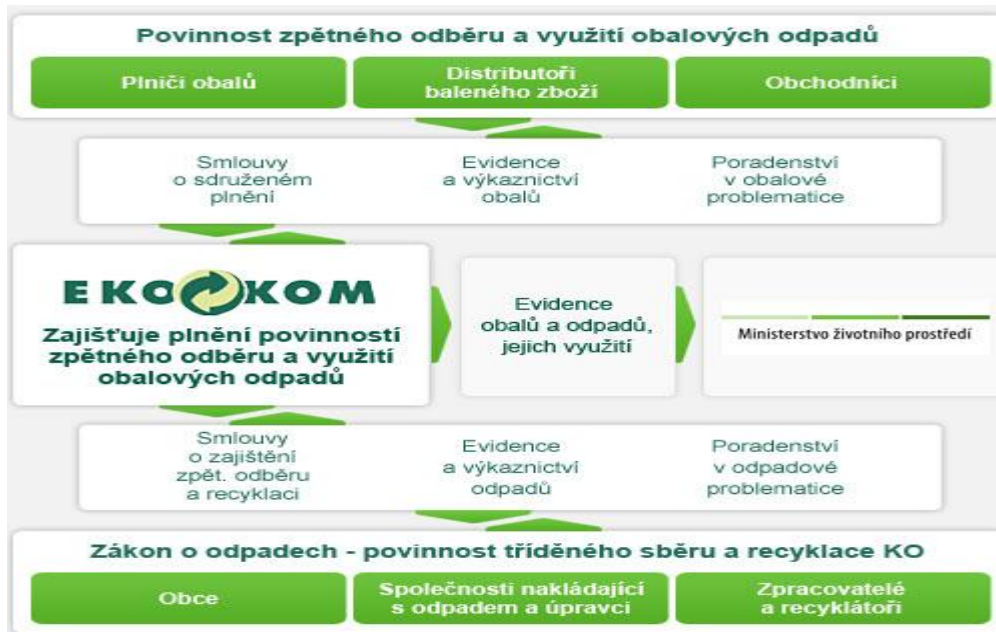 Povinnost zpětného odběru a využití obalových odpadů
Plniči obalů
Distributoři
baleného zboží
Obchodníci
Smlouvy
o sdruženém
plnění
Evidence
a výkaznictví
obalů
Poradenství
v obalové
problematice
EKO KOM
Zajišťuje plnění povinností
zpětného odběru a využití
obalových odpadů
Evidence
obalů a odpadů,
jejich využití
Ministerstvo životního prostředí
Smlouvy
o zajištění
zpět. odběru
a recyklaci
Evidence
a výkaznictví
odpadů
Poradenství
v odpadové
problematice
Zákon o odpadech - povinnost tříděného sběru a recyklace KO
Obce
Společnosti nakládající
s odpadem a úpravci
Zpracovatelé
a recyklátoři